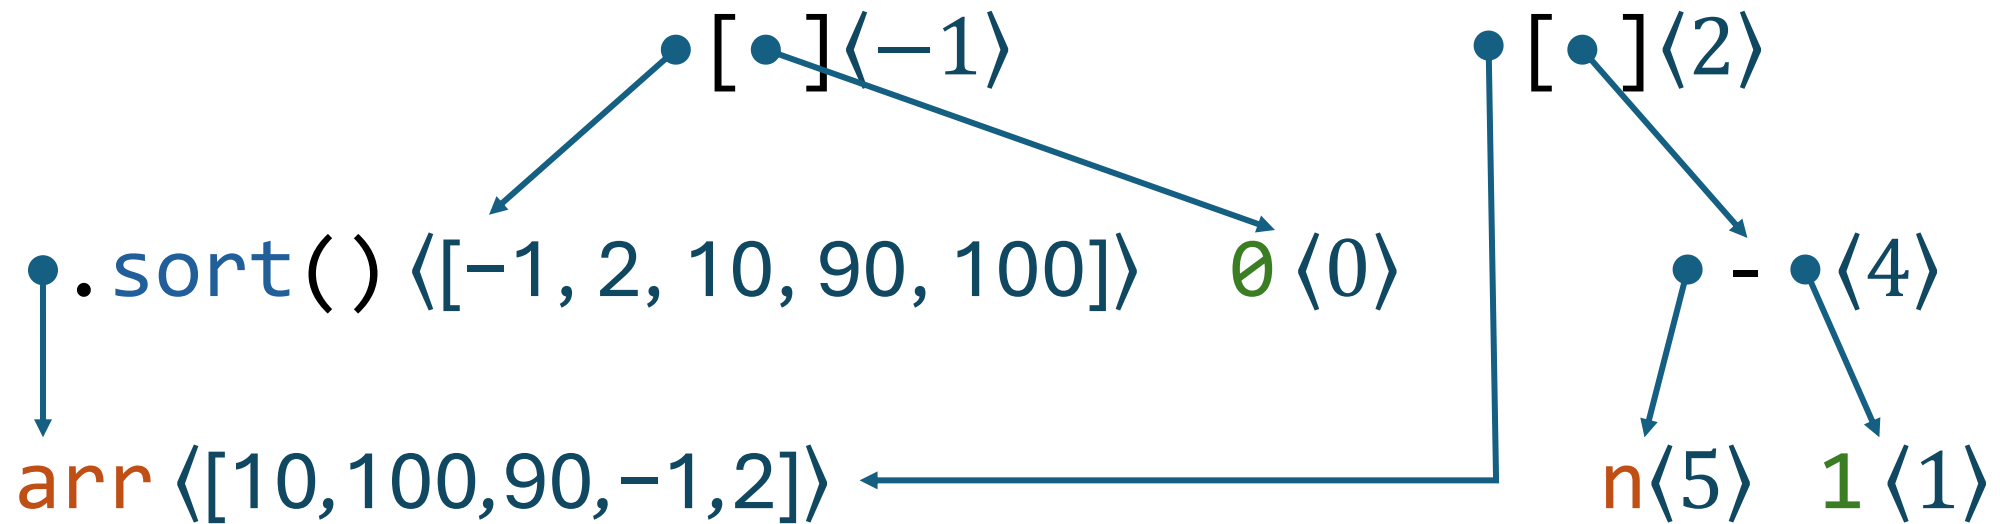 [ ]⟨−1⟩ [ ]⟨2⟩
.sort() ⟨[−1, 2, 10, 90, 100]⟩ 0⟨0⟩ - ⟨4⟩
arr ⟨[10,100,90,−1,2]⟩ n⟨5⟩ 1⟨1⟩